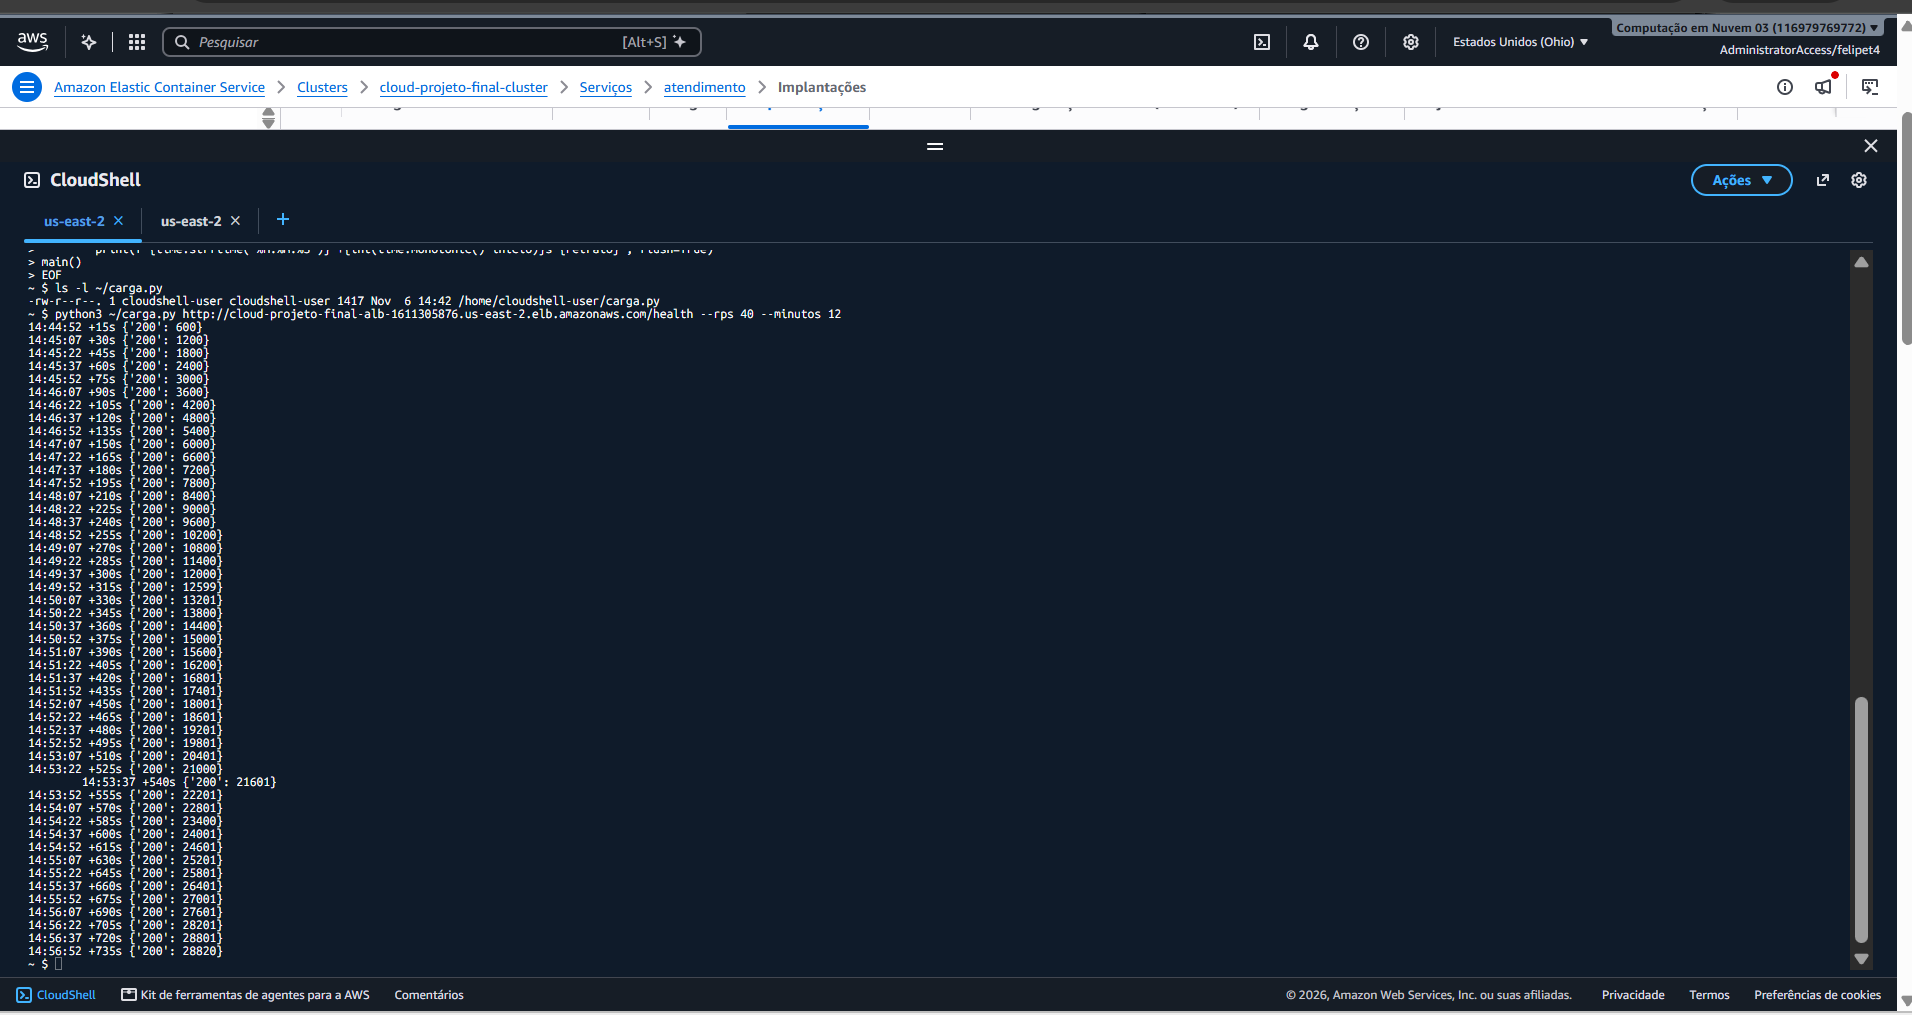 Computação em Nuvem 03 (116979769772)
aws
Pesquisar
[Alt+S]
Estados Unidos (Ohio)
AdministratorAccess/felipet4
Amazon Elastic Container Service
Clusters
cloud-projeto-final-cluster
Serviços
atendimento
Implantações
CloudShell
Ações
us-east-2
us-east-2
> main()
> EOF
~ $ ls -l ~/carga.py
-rw-r--r--. 1 cloudshell-user cloudshell-user 1417 Nov  6 14:42 /home/cloudshell-user/carga.py
~ $ python3 ~/carga.py http://cloud-projeto-final-alb-1611305876.us-east-2.elb.amazonaws.com/health --rps 40 --minutos 12
14:44:52 +15s {'200': 600}
14:45:07 +30s {'200': 1200}
14:45:22 +45s {'200': 1800}
14:45:37 +60s {'200': 2400}
14:45:52 +75s {'200': 3000}
14:46:07 +90s {'200': 3600}
14:46:22 +105s {'200': 4200}
14:46:37 +120s {'200': 4800}
14:46:52 +135s {'200': 5400}
14:47:07 +150s {'200': 6000}
14:47:22 +165s {'200': 6600}
14:47:37 +180s {'200': 7200}
14:47:52 +195s {'200': 7800}
14:48:07 +210s {'200': 8400}
14:48:22 +225s {'200': 9000}
14:48:37 +240s {'200': 9600}
14:48:52 +255s {'200': 10200}
14:49:07 +270s {'200': 10800}
14:49:22 +285s {'200': 11400}
14:49:37 +300s {'200': 12000}
14:49:52 +315s {'200': 12599}
14:50:07 +330s {'200': 13201}
14:50:22 +345s {'200': 13800}
14:50:37 +360s {'200': 14400}
14:50:52 +375s {'200': 15000}
14:51:07 +390s {'200': 15600}
14:51:22 +405s {'200': 16200}
14:51:37 +420s {'200': 16801}
14:51:52 +435s {'200': 17401}
14:52:07 +450s {'200': 18001}
14:52:22 +465s {'200': 18601}
14:52:37 +480s {'200': 19201}
14:52:52 +495s {'200': 19801}
14:53:07 +510s {'200': 20401}
14:53:22 +525s {'200': 21000}
14:53:37 +540s {'200': 21601}
14:53:52 +555s {'200': 22201}
14:54:07 +570s {'200': 22801}
14:54:22 +585s {'200': 23400}
14:54:37 +600s {'200': 24001}
14:54:52 +615s {'200': 24601}
14:55:07 +630s {'200': 25201}
14:55:22 +645s {'200': 25801}
14:55:37 +660s {'200': 26401}
14:55:52 +675s {'200': 27001}
14:56:07 +690s {'200': 27601}
14:56:22 +705s {'200': 28201}
14:56:37 +720s {'200': 28801}
14:56:52 +735s {'200': 28820}
~ $
CloudShell
Kit de ferramentas de agentes para a AWS
Comentários
© 2026, Amazon Web Services, Inc. ou suas afiliadas.
Privacidade
Termos
Preferências de cookies